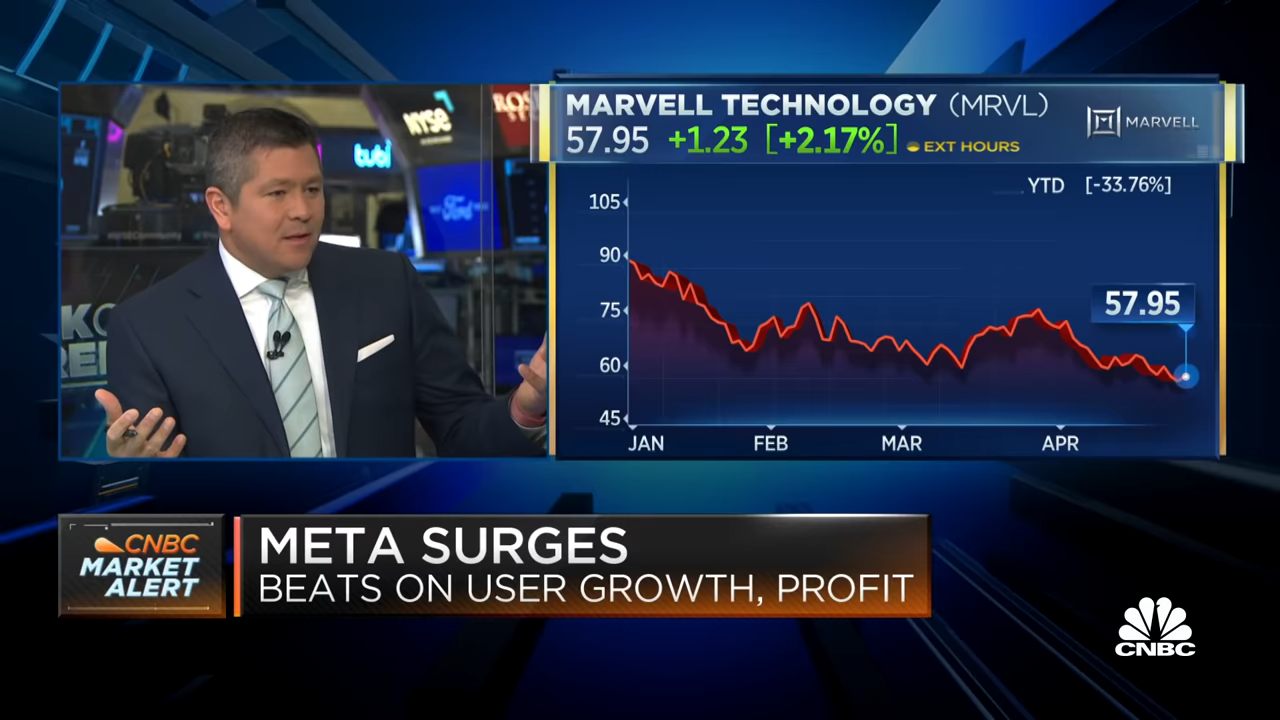 NYSE
ROS
tubi
Ford
MARVELL TECHNOLOGY (MRVL)
57.95 +1.23 [+2.17%] EXT HOURS
MARVELL
YTD [-33.76%]
105
90
75
60
45
57.95
JAN FEB MAR APR
CNBC
MARKET
ALERT
META SURGES
BEATS ON USER GROWTH, PROFIT
CNBC